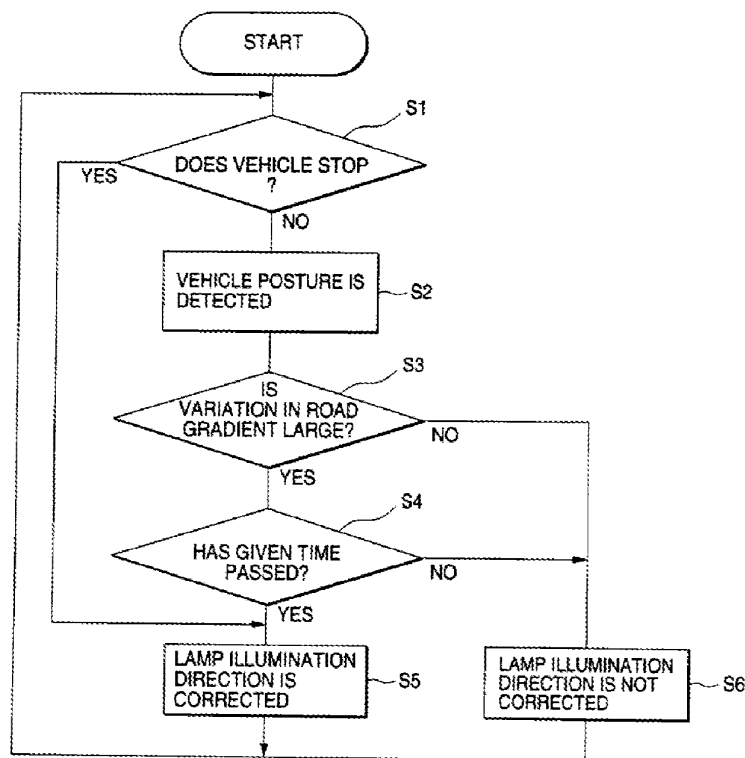 START
S1
DOES VEHICLE STOP
?
YES
NO
VEHICLE POSTURE IS
DETECTED
S2
S3
IS
VARIATION IN ROAD
GRADIENT LARGE?
NO
YES
S4
HAS GIVEN TIME
PASSED?
NO
YES
LAMP ILLUMINATION
DIRECTION IS
CORRECTED
S5
LAMP ILLUMINATION
DIRECTION IS NOT
CORRECTED
S6